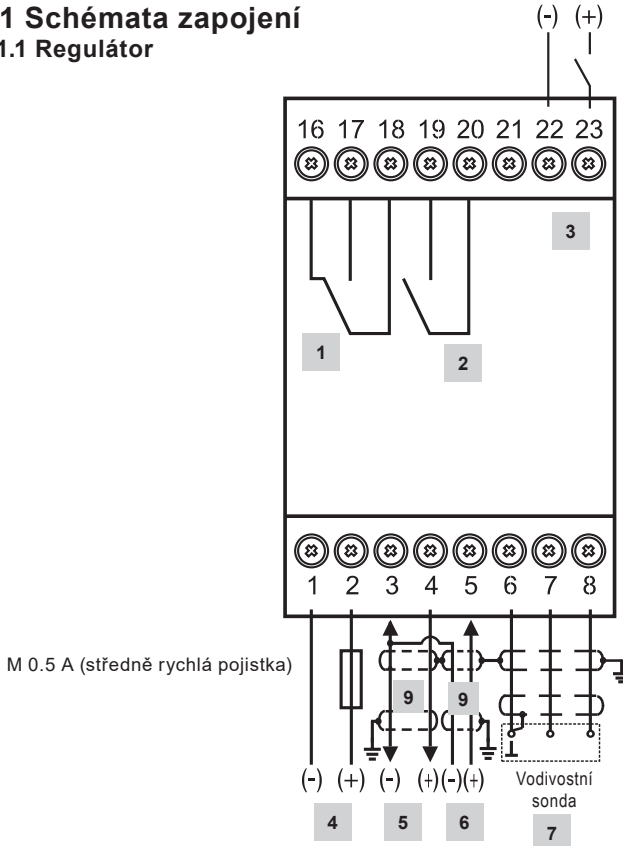 1 Schémata zapojení
1.1 Regulátor
(-) (+)
16 17 18 19 20 21 22 23
3
1
2
1 2 3 4 5 6 7 8
M 0.5 A (středně rychlá pojistka)
9 9
(-) (+) (-) (+)(-)(+)
Vodivostní
sonda
4 5 6 7